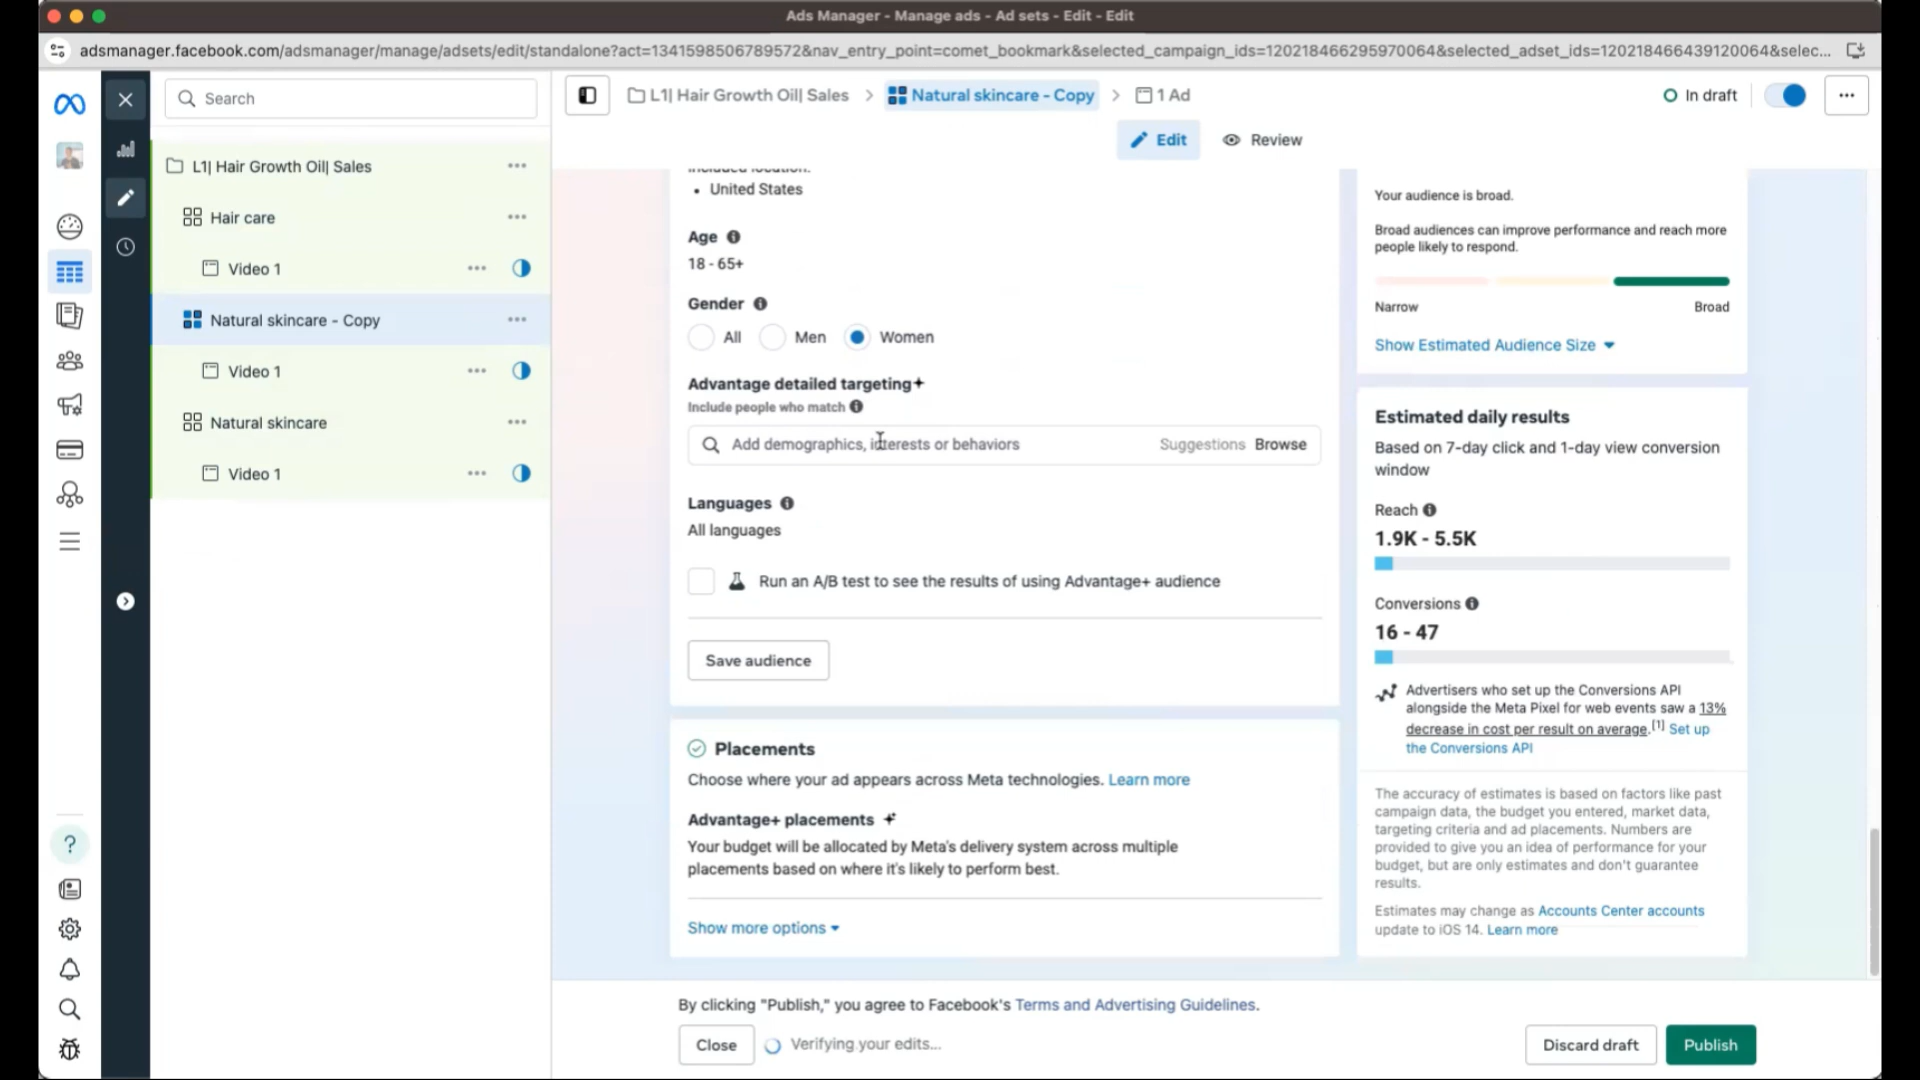 Ads Manager - Manage ads - Ad sets - Edit - Edit
adsmanager.facebook.com/adsmanager/manage/adsets/edit/standalone?act=1341598506789572&nav_entry_point=comet_bookmark&selected_campaign_ids=120218466295970064&selected_adset_ids=120218466439120064&selec...
Search
L1| Hair Growth Oil| Sales
Hair care
Video 1
Natural skincare - Copy
Video 1
Natural skincare
Video 1
L1| Hair Growth Oil| Sales > Natural skincare - Copy > 1 Ad
In draft
Edit
Review
Included location:
• United States
Age
18 - 65+
Gender
All Men Women
Advantage detailed targeting+
Include people who match
Add demographics, interests or behaviors Suggestions Browse
Languages
All languages
Run an A/B test to see the results of using Advantage+ audience
Save audience
Placements
Choose where your ad appears across Meta technologies. Learn more
Advantage+ placements
Your budget will be allocated by Meta's delivery system across multiple
placements based on where it's likely to perform best.
Show more options
Your audience is broad.
Broad audiences can improve performance and reach more
people likely to respond.
Narrow Broad
Show Estimated Audience Size
Estimated daily results
Based on 7-day click and 1-day view conversion
window
Reach
1.9K - 5.5K
Conversions
16 - 47
Advertisers who set up the Conversions API
alongside the Meta Pixel for web events saw a 13%
decrease in cost per result on average.[1] Set up
the Conversions API
The accuracy of estimates is based on factors like past
campaign data, the budget you entered, market data,
targeting criteria and ad placements. Numbers are
provided to give you an idea of performance for your
budget, but are only estimates and don't guarantee
results.
Estimates may change as Accounts Center accounts
update to iOS 14. Learn more
By clicking "Publish," you agree to Facebook's Terms and Advertising Guidelines.
Close Verifying your edits... Discard draft Publish